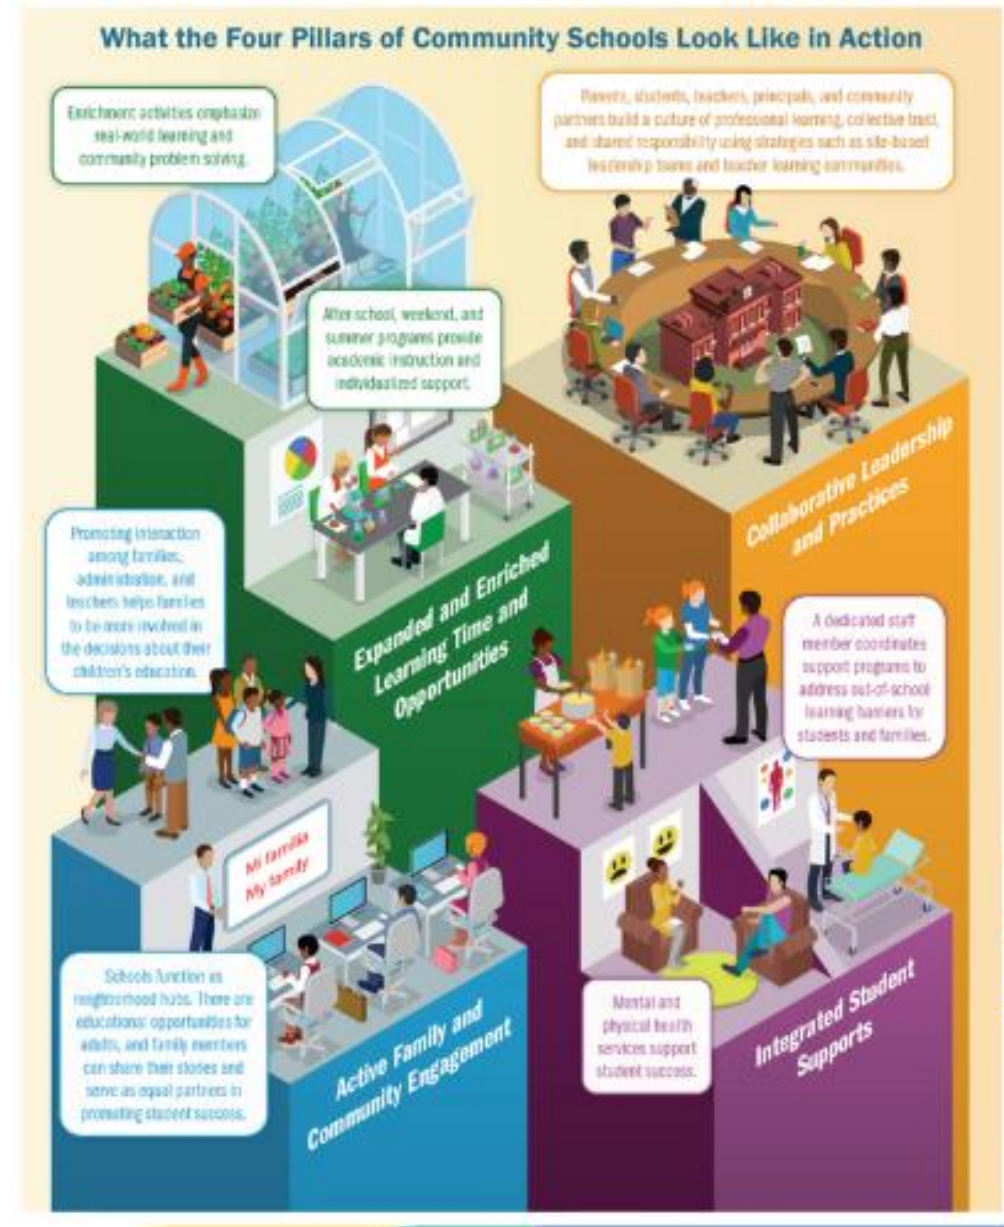 What the Four Pillars of Community Schools Look Like in Action
Enrichment activities emphasize
real-world learning and
community problem solving.
Parents, students, teachers, principals, and community
partners build a culture of professional learning, collective trust,
and shared responsibility using strategies such as site-based
leadership teams and teacher learning communities.
After-school, weekend, and
summer programs provide
academic instruction and
individualized support.
Collaborative Leadership
and Practices
Expanded and Enriched
Learning Time and
Opportunities
Promoting interaction
among families,
administration, and
teachers helps families
to be more involved in
the decisions about their
children's education.
A dedicated staff
member coordinates
support programs to
address out-of-school
learning barriers for
students and families.
Mi familia
My family
Schools function as
neighborhood hubs. There are
educational opportunities for
adults, and family members
can share their stories and
serve as equal partners in
promoting student success.
Active Family and
Community Engagement
Mental and
physical health
services support
student success.
Integrated Student
Supports